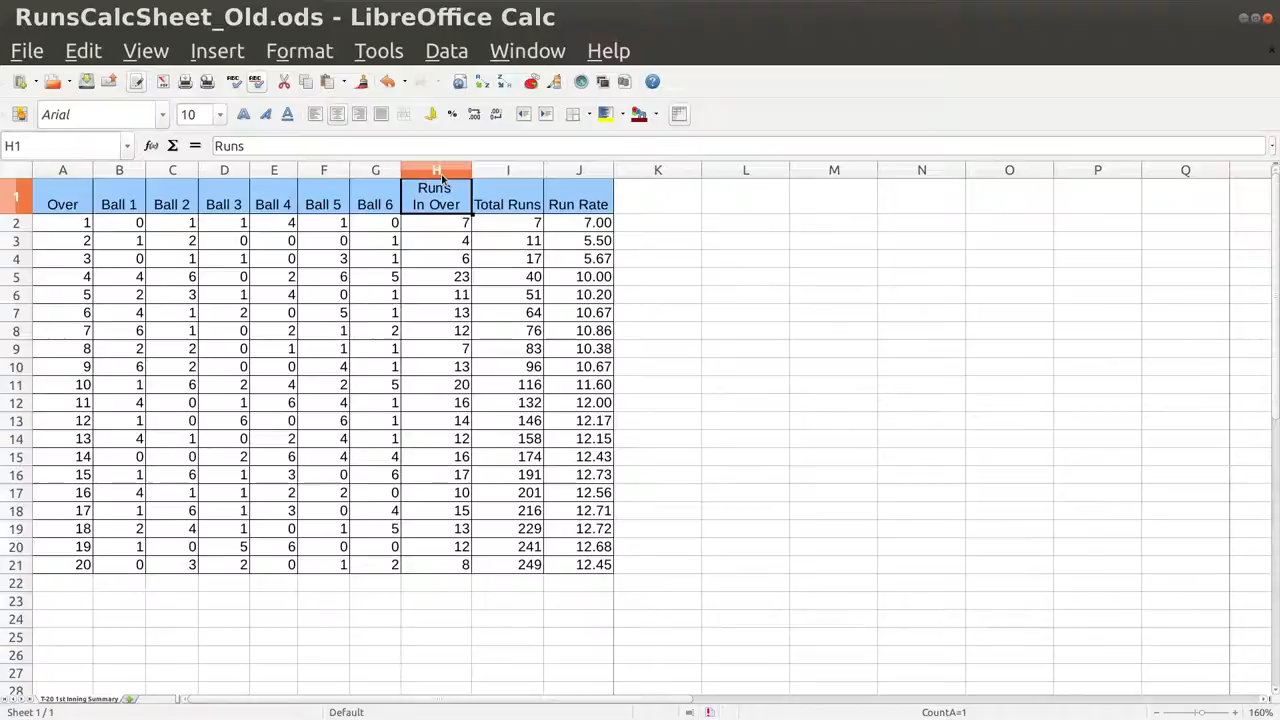 RunsCalcSheet_Old.ods - LibreOffice Calc
File Edit View Insert Format Tools Data Window Help
Arial 10
H1 Runs
A B C D E F G H I J K L M N O P Q
1 Over Ball 1 Ball 2 Ball 3 Ball 4 Ball 5 Ball 6 Runs In Over Total Runs Run Rate
2 1 0 1 1 4 1 0 7 7 7.00
3 2 1 2 0 0 0 1 4 11 5.50
4 3 0 1 1 0 3 1 6 17 5.67
5 4 4 6 0 2 6 5 23 40 10.00
6 5 2 3 1 4 0 1 11 51 10.20
7 6 4 1 2 0 5 1 13 64 10.67
8 7 6 1 0 2 1 2 12 76 10.86
9 8 2 2 0 1 1 1 7 83 10.38
10 9 6 2 0 0 4 1 13 96 10.67
11 10 1 6 2 4 2 5 20 116 11.60
12 11 4 0 1 6 4 1 16 132 12.00
13 12 1 0 6 0 6 1 14 146 12.17
14 13 4 1 0 2 4 1 12 158 12.15
15 14 0 0 2 6 4 4 16 174 12.43
16 15 1 6 1 3 0 6 17 191 12.73
17 16 4 1 1 2 2 0 10 201 12.56
18 17 1 6 1 3 0 4 15 216 12.71
19 18 2 4 1 0 1 5 13 229 12.72
20 19 1 0 5 6 0 0 12 241 12.68
21 20 0 3 2 0 1 2 8 249 12.45
22
23
24
25
26
27
28
T-20 1st Inning Summary
Sheet 1 / 1 Default CountA=1 160%